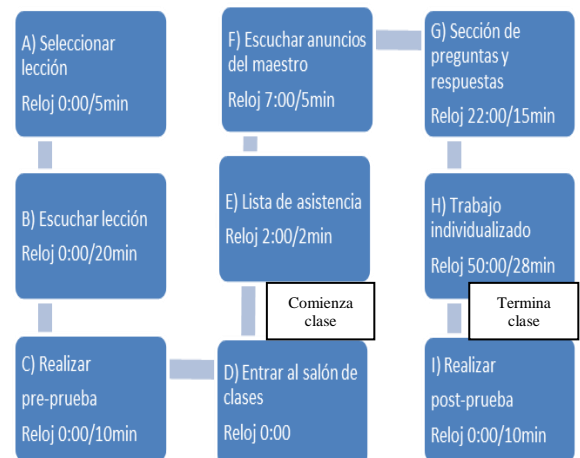 A) Seleccionar
lección
Reloj 0:00/5min
B) Escuchar lección
Reloj 0:00/20min
C) Realizar
pre-prueba
Reloj 0:00/10min
D) Entrar al salón de
clases
Reloj 0:00
Comienza
clase
E) Lista de asistencia
Reloj 2:00/2min
F) Escuchar anuncios
del maestro
Reloj 7:00/5min
G) Sección de
preguntas y
respuestas
Reloj 22:00/15min
H) Trabajo
individualizado
Reloj 50:00/28min
Termina
clase
I) Realizar
post-prueba
Reloj 0:00/10min